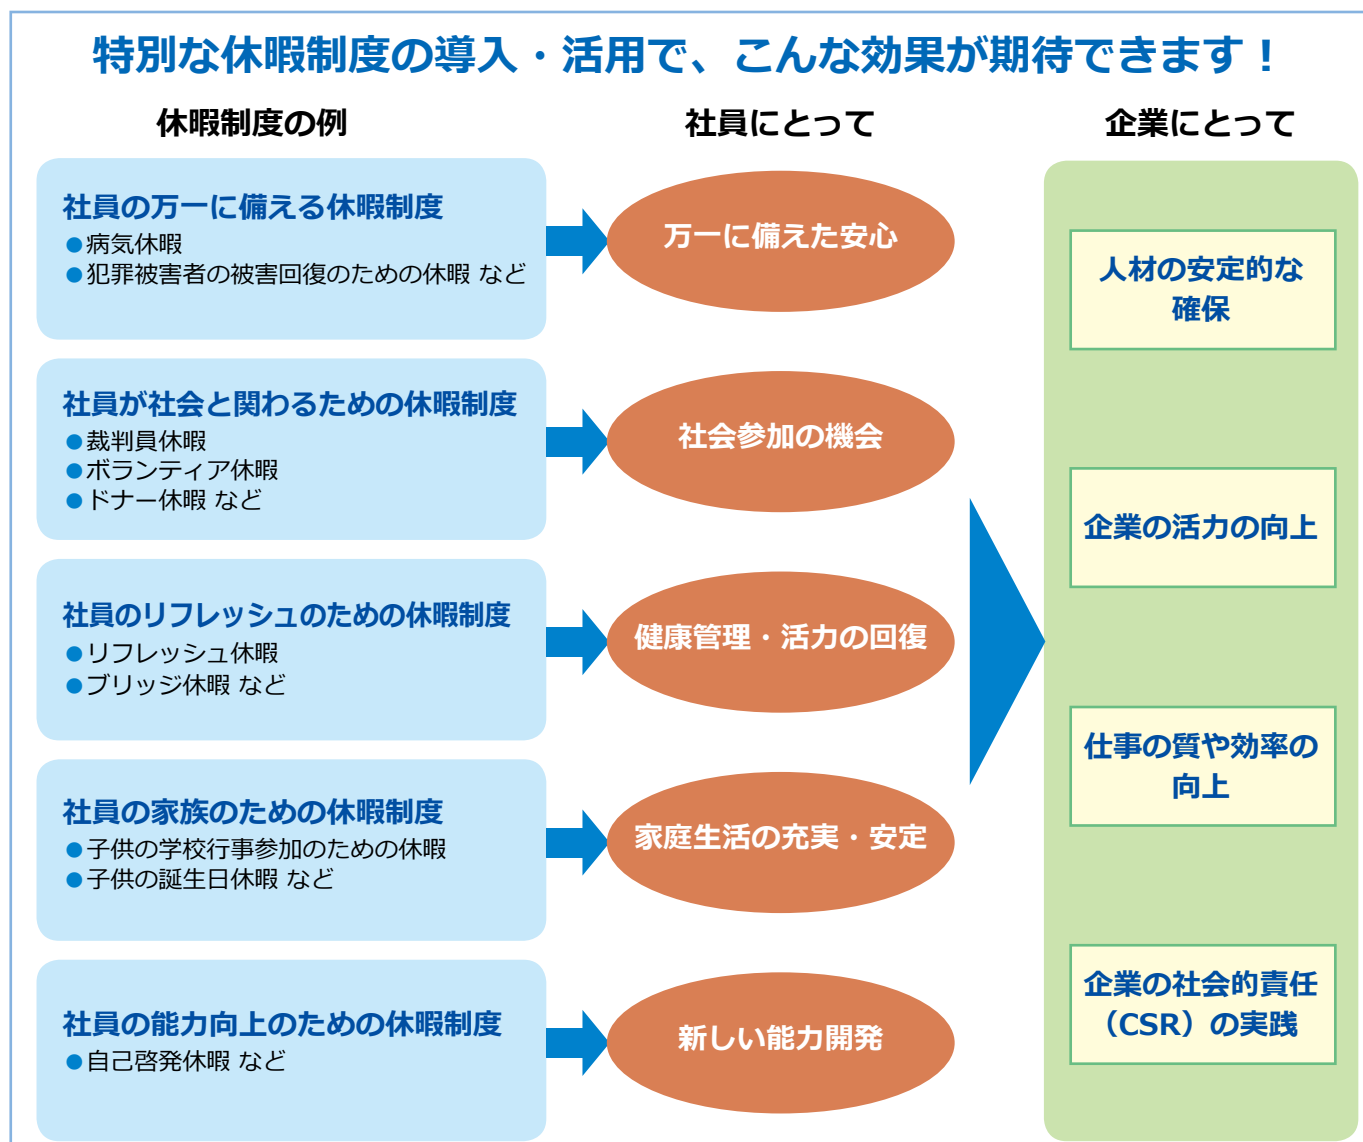 特別な休暇制度の導入・活用で、こんな効果が期待できます！
休暇制度の例
社員にとって
企業にとって
社員の万一に備える休暇制度
●病気休暇
●犯罪被害者の被害回復のための休暇 など
万一に備えた安心
社員が社会と関わるための休暇制度
●裁判員休暇
●ボランティア休暇
●ドナー休暇 など
社会参加の機会
社員のリフレッシュのための休暇制度
●リフレッシュ休暇
●ブリッジ休暇 など
健康管理・活力の回復
社員の家族のための休暇制度
●子供の学校行事参加のための休暇
●子供の誕生日休暇 など
家庭生活の充実・安定
社員の能力向上のための休暇制度
●自己啓発休暇 など
新しい能力開発
人材の安定的な
確保
企業の活力の向上
仕事の質や効率の
向上
企業の社会的責任
（CSR）の実践